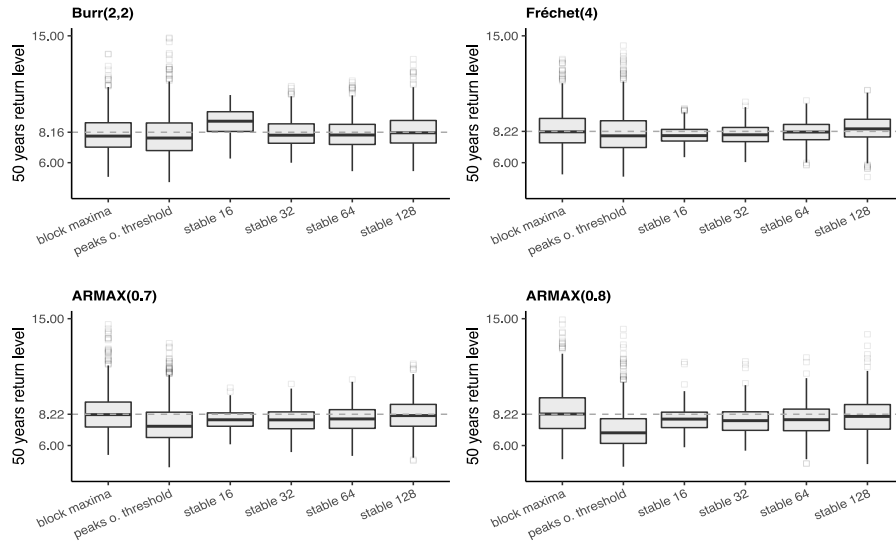 Burr(2,2)
50 years return level
15.00
8.16
6.00
block maxima
peaks o. threshold
stable 16
stable 32
stable 64
stable 128
Fréchet(4)
50 years return level
15.00
8.22
6.00
block maxima
peaks o. threshold
stable 16
stable 32
stable 64
stable 128
ARMAX(0.7)
50 years return level
15.00
8.22
6.00
block maxima
peaks o. threshold
stable 16
stable 32
stable 64
stable 128
ARMAX(0.8)
50 years return level
15.00
8.22
6.00
block maxima
peaks o. threshold
stable 16
stable 32
stable 64
stable 128